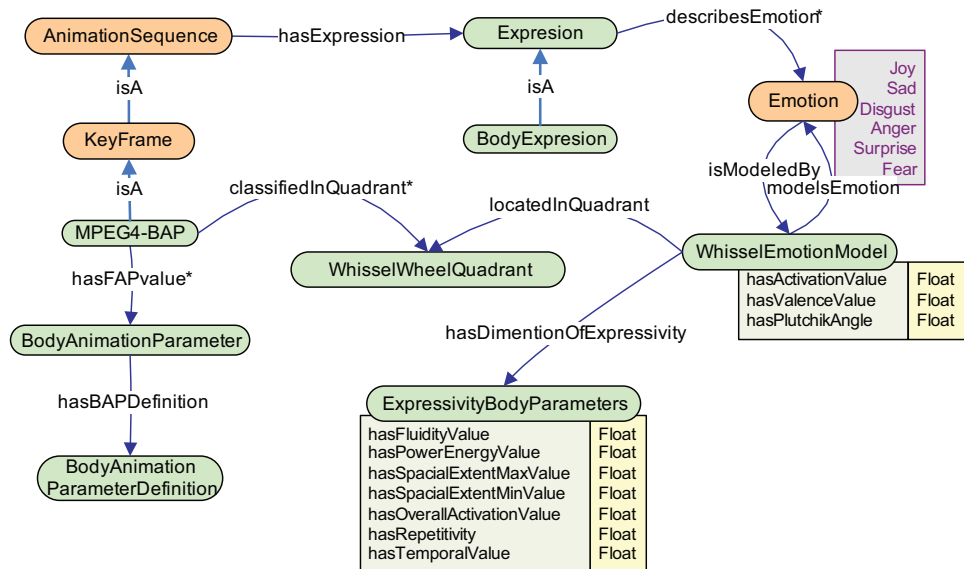 describesEmotion*
AnimationSequence
hasExpression
Expresion
Joy
Sad
Disgust
Anger
Surprise
Fear
isA
isA
Emotion
KeyFrame
BodyExpresion
isA
classifiedInQuadrant*
isModeledBy
modelsEmotion
locatedInQuadrant
MPEG4-BAP
WhisselWheelQuadrant
WhisselEmotionModel
hasActivationValue Float
hasValenceValue Float
hasPlutchikAngle Float
hasFAPvalue*
hasDimentionOfExpressivity
BodyAnimationParameter
hasBAPDefinition
ExpressivityBodyParameters
hasFluidityValue Float
hasPowerEnergyValue Float
hasSpacialExtentMaxValue Float
hasSpacialExtentMinValue Float
hasOverallActivationValue Float
hasRepetitivity Float
hasTemporalValue Float
BodyAnimation
ParameterDefinition